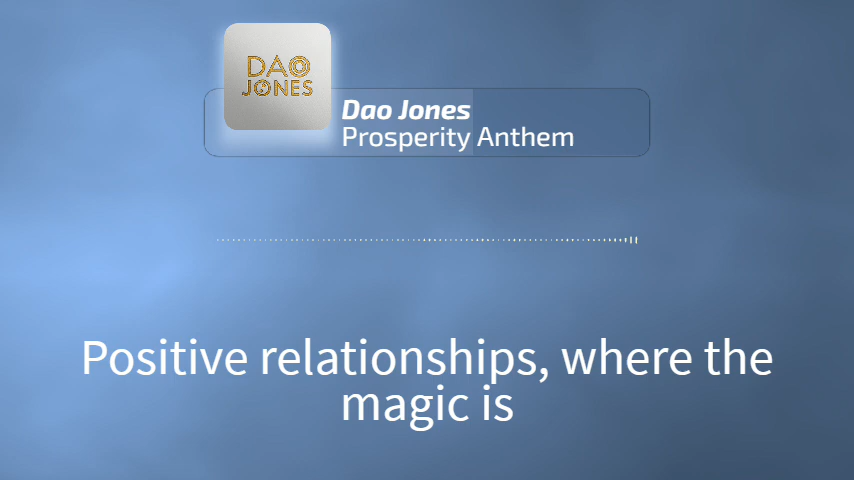 DAO
JONES
Dao Jones
Prosperity Anthem
Positive relationships, where the
magic is